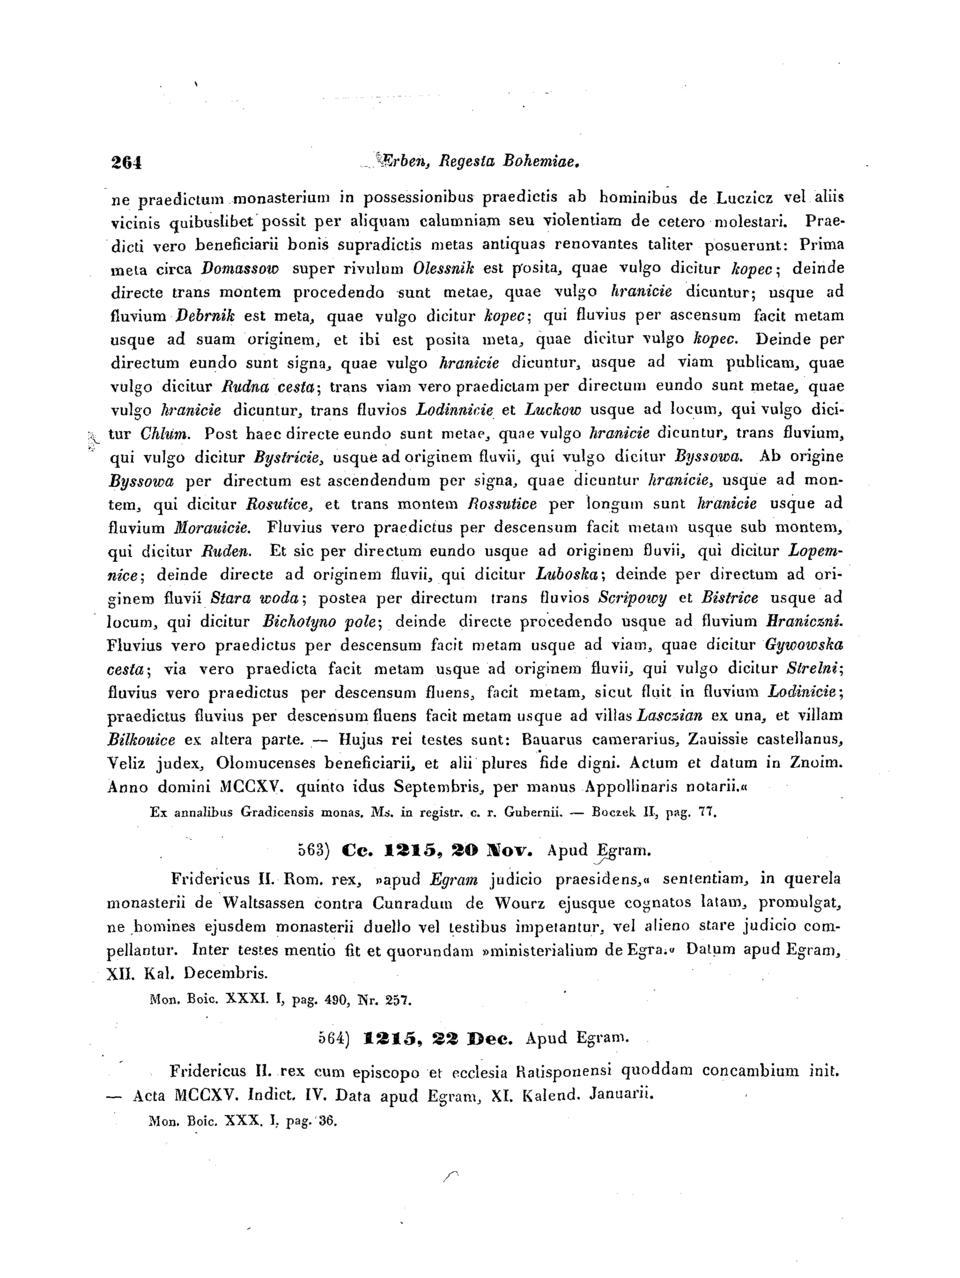 264 Erben, Regesta Bohemiae.
ne praedictum monasterium in possessionibus praedictis ab hominibus de Luczicz vel aliis
vicinis quibuslibet possit per aliquam calumniam seu violentiam de cetero molestari. Prae-
dicti vero beneficiarii bonis supradictis metas antiquas renovantes taliter posuerunt: Prima
meta circa Domassow super rivulum Olessnik est posita, quae vulgo dicitur kopec; deinde
directe trans montem procedendo sunt metae, quae vulgo hranicie dicuntur; usque ad
fluvium Debrnik est meta, quae vulgo dicitur kopec; qui fluvius per ascensum facit metam
usque ad suam originem, et ibi est posita meta, quae dicitur vulgo kopec. Deinde per
directum eundo sunt signa, quae vulgo hranicie dicuntur, usque ad viam publicam, quae
vulgo dicitur Rudna cesta; trans viam vero praedictam per directum eundo sunt metae, quae
vulgo hranicie dicuntur, trans fluvios Lodinnicie et Luckow usque ad locum, qui vulgo dici-
tur Chlum. Post haec directe eundo sunt metae, quae vulgo hranicie dicuntur, trans fluvium,
qui vulgo dicitur Bystricie, usque ad originem fluvii, qui vulgo dicitur Byssowa. Ab origine
Byssowa per directum est ascendendum per signa, quae dicuntur hranicie, usque ad mon-
tem, qui dicitur Rosutice, et trans montem Rossutice per longum sunt hranicie usque ad
fluvium Morauicie. Fluvius vero praedictus per descensum facit metam usque sub montem,
qui dicitur Ruden. Et sic per directum eundo usque ad originem fluvii, qui dicitur Lopem-
nice; deinde directe ad originem fluvii, qui dicitur Luboska; deinde per directum ad ori-
ginem fluvii Stara woda; postea per directum trans fluvios Scripowy et Bistrice usque ad
locum, qui dicitur Bichotyno pole; deinde directe procedendo usque ad fluvium Hraniczni.
Fluvius vero praedictus per descensum facit metam usque ad viam, quae dicitur Gywowska
cesta; via vero praedicta facit metam usque ad originem fluvii, qui vulgo dicitur Strelni;
fluvius vero praedictus per descensum fluens, facit metam, sicut fluit in fluvium Lodinicie;
praedictus fluvius per descensum fluens facit metam usque ad villas Lasczian ex una, et villam
Bilkouice ex altera parte. — Hujus rei testes sunt: Bauarus camerarius, Zauissie castellanus,
Veliz judex, Olomucenses beneficiarii, et alii plures fide digni. Actum et datum in Znoim.
Anno domini MCCXV. quinto idus Septembris, per manus Appollinaris notarii.«
Ex annalibus Gradicensis monas. Ms. in registr. c. r. Gubernii. — Boczek II, pag. 77.
563) Cc. 1215, 20 Nov. Apud Egram.
Fridericus II. Rom. rex, »apud Egram judicio praesidens,« sententiam, in querela
monasterii de Waltsassen contra Cunradum de Wourz ejusque cognatos latam, promulgat,
ne homines ejusdem monasterii duello vel testibus impetantur, vel alieno stare judicio com-
pellantur. Inter testes mentio fit et quorundam »ministerialium de Egra.« Datum apud Egram,
XII. Kal. Decembris.
Mon. Boic. XXXI. I, pag. 490, Nr. 257.
564) 1215, 22 Dec. Apud Egram.
Fridericus II. rex cum episcopo et ecclesia Ratisponensi quoddam concambium init.
— Acta MCCXV. Indict. IV. Data apud Egram, XI. Kalend. Januarii.
Mon. Boic. XXX. I, pag. 36.